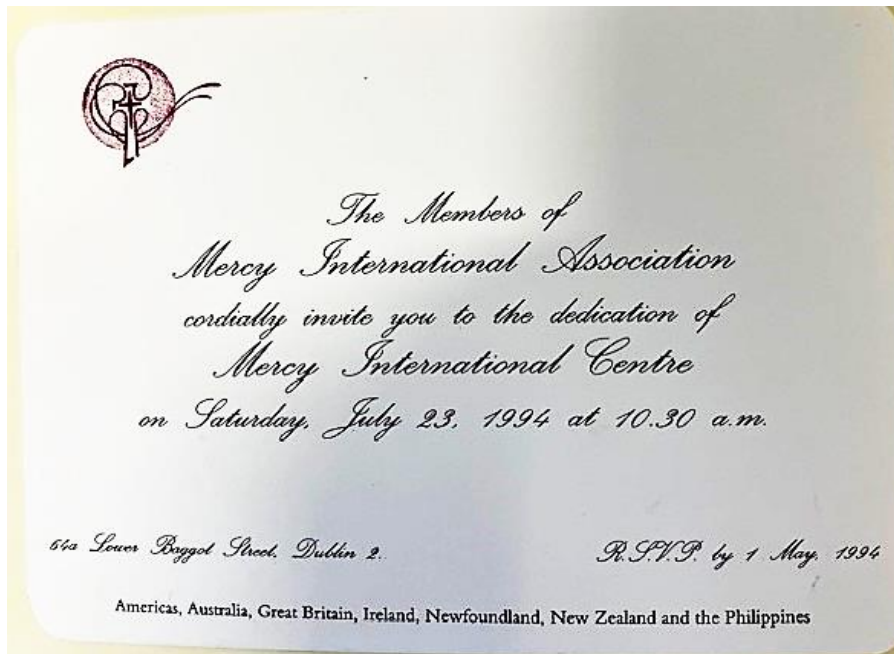 The Members of
Mercy International Association
cordially invite you to the dedication of
Mercy International Centre
on Saturday, July 23, 1994 at 10.30 a.m.
64a Lower Baggot Street, Dublin 2.
R.S.V.P. by 1 May, 1994
Americas, Australia, Great Britain, Ireland, Newfoundland, New Zealand and the Philippines